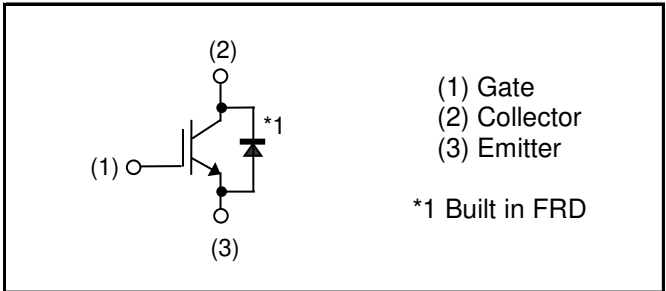 (2)
*1
(1)
(3)
(1) Gate
(2) Collector
(3) Emitter
*1 Built in FRD